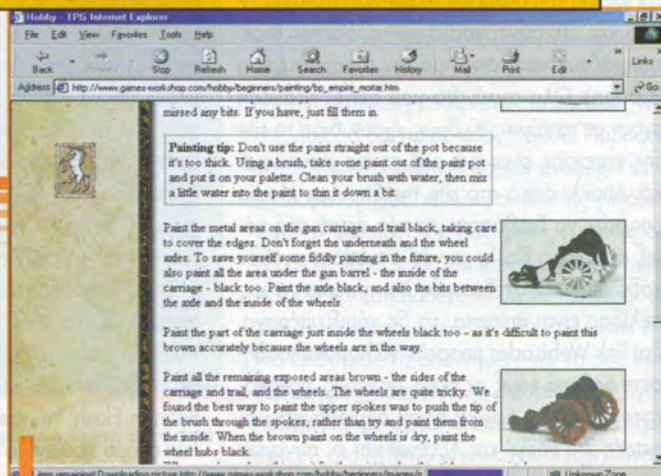 Hobby - TPG Internet Explorer
File Edit View Favorites Tools Help
Back Stop Refresh Home Search Favorites History Mail Print Edit Links
Address http://www.games-workshop.com/hobby/beginners/painting/bp_empire_mortar.htm Go
missed any bits. If you have, just fill them in.
Painting tip: Don't use the paint straight out of the pot because
it's too thick. Using a brush, take some paint out of the paint pot
and put it on your palette. Clean your brush with water, then mix
a little water into the paint to thin it down a bit.
Paint the metal areas on the gun carriage and trail black, taking care
to cover the edges. Don't forget the underneath and the wheel
axles. To save yourself some fiddly painting in the future, you could
also paint all the area under the gun barrel - the inside of the
carriage - black too. Paint the axle black, and also the bits between
the axle and the inside of the wheels.
Paint the part of the carriage just inside the wheels black too - as it's difficult to paint this
brown accurately because the wheels are in the way.
Paint all the remaining exposed areas brown - the sides of the
carriage and trail, and the wheels. The wheels are quite tricky. We
found the best way to paint the upper spokes was to push the tip of
the brush through the spokes, rather than try and paint them from
the inside. When the brown paint on the wheels is dry, paint the
wheel hubs black.
item remaining) Downloading picture http://www.games-workshop.com/hobby/beginners/images/p Unknown Zone